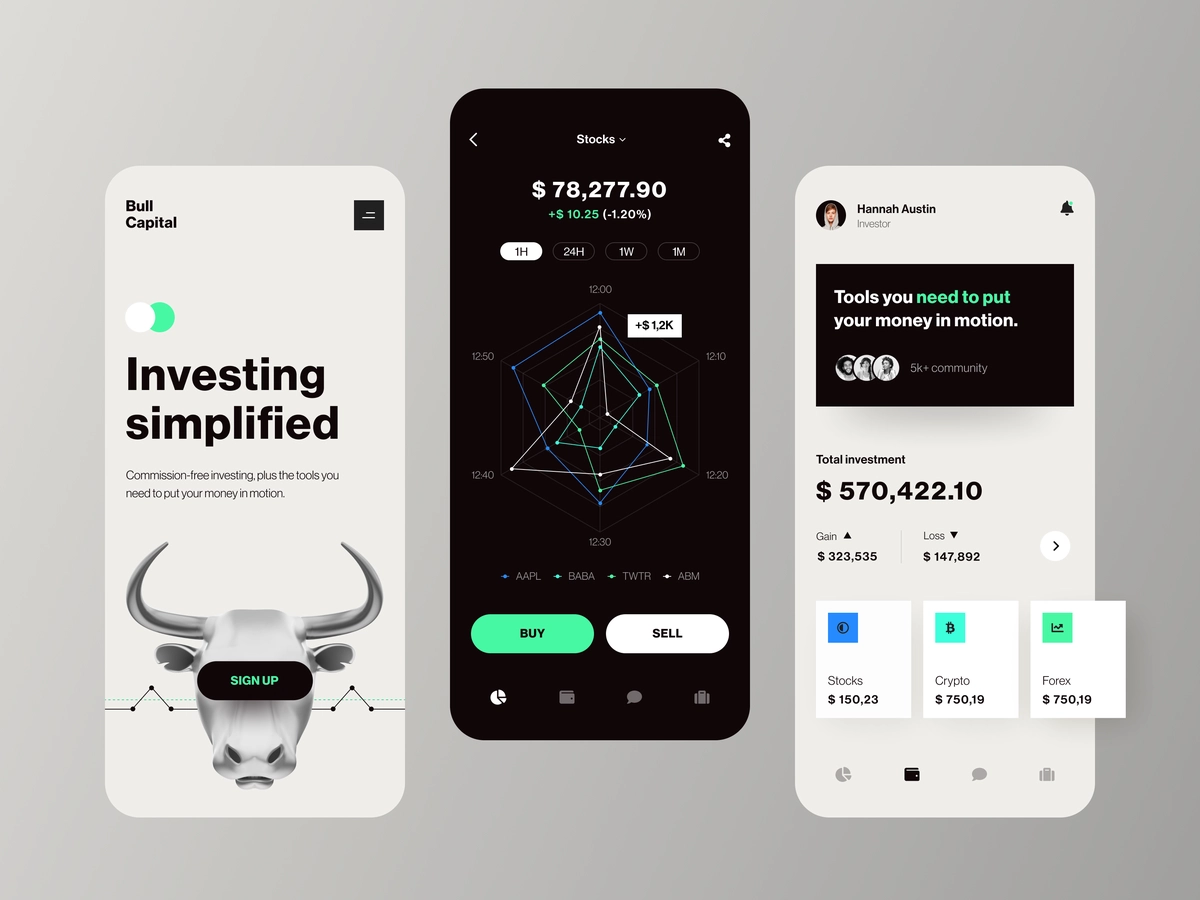 Bull
Capital
Investing
simplified
Commission-free investing, plus the tools you
need to put your money in motion.
SIGN UP
Stocks
$ 78,277.90
+$ 10.25 (-1.20%)
1H 24H 1W 1M
12:00
+$ 1,2K
12:50 12:10
12:40 12:20
12:30
AAPL BABA TWTR ABM
BUY SELL
Hannah Austin
Investor
Tools you need to put
your money in motion.
5k+ community
Total investment
$ 570,422.10
Gain Loss
$ 323,535 $ 147,892
Stocks Crypto Forex
$ 150,23 $ 750,19 $ 750,19